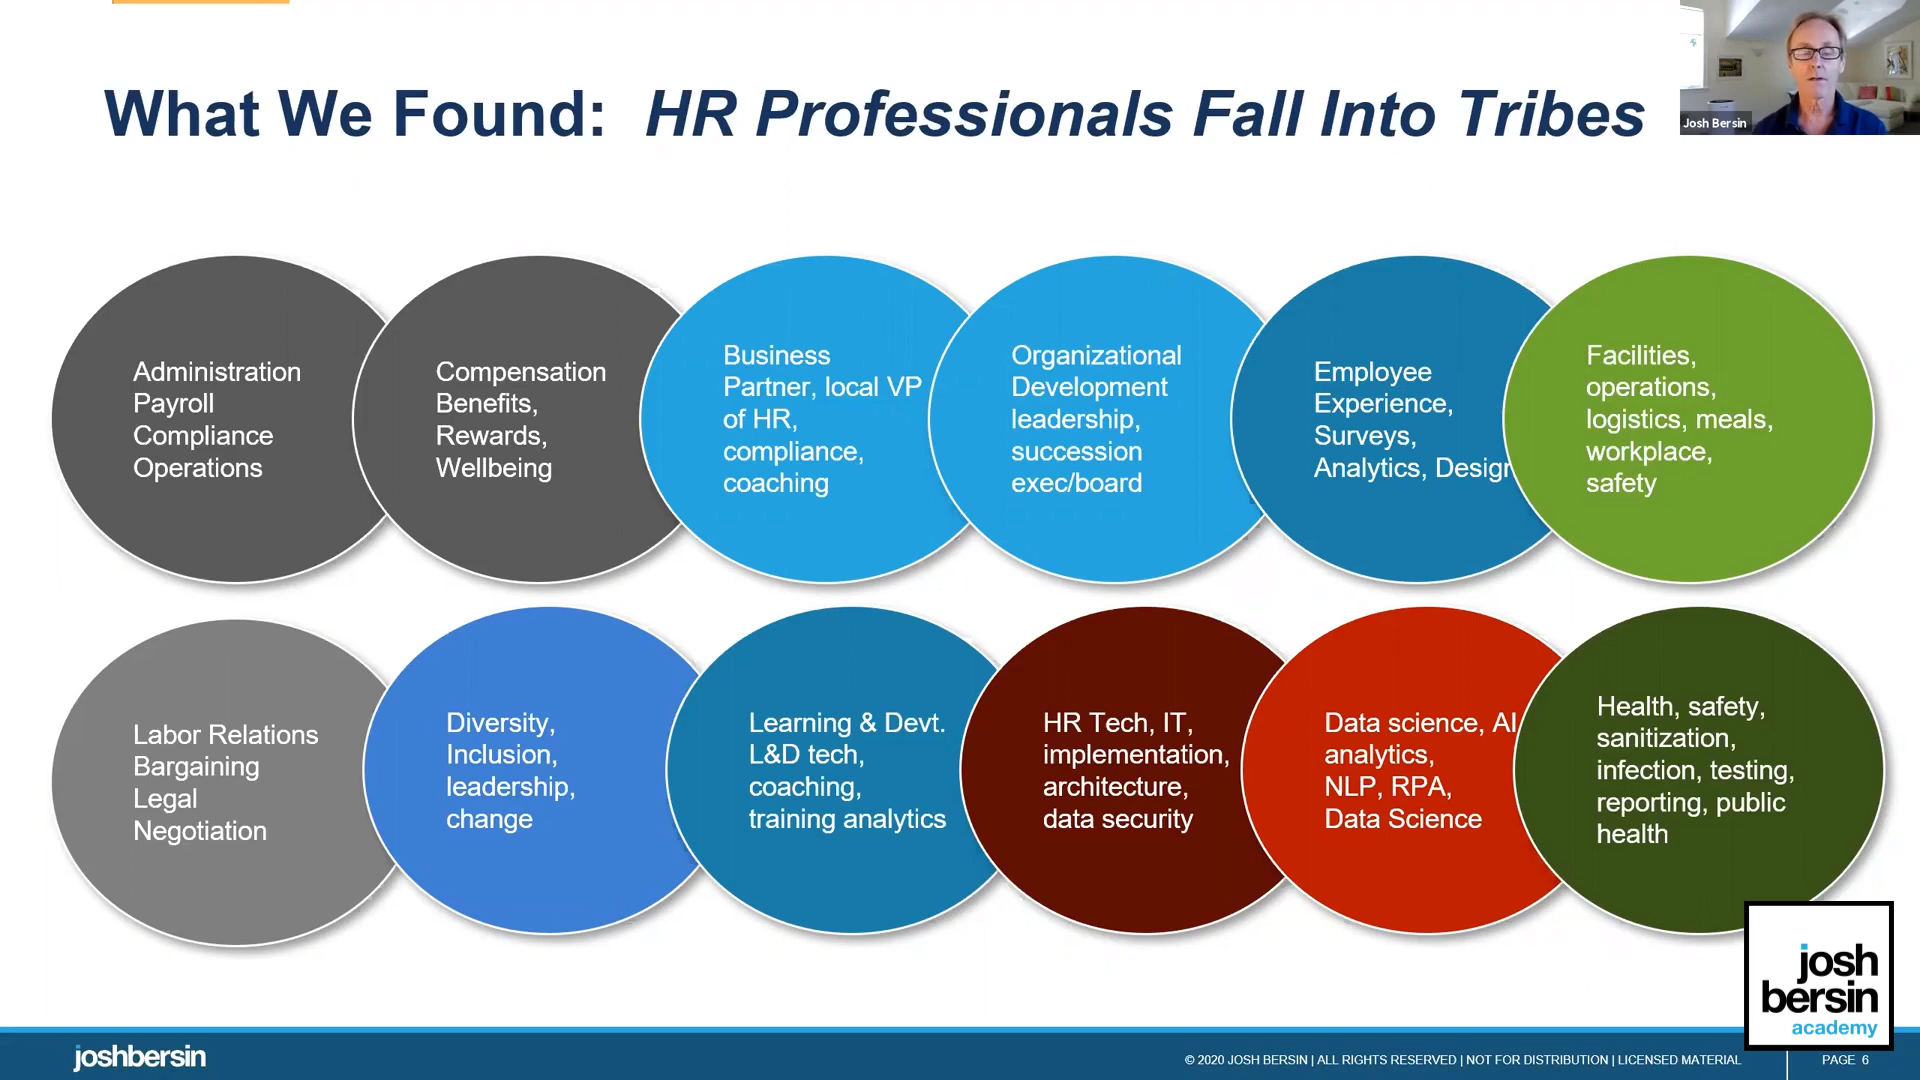 What We Found: HR Professionals Fall Into Tribes
Josh Bersin
Administration
Payroll
Compliance
Operations
Compensation
Benefits,
Rewards,
Wellbeing
Business
Partner, local VP
of HR,
compliance,
coaching
Organizational
Development
leadership,
succession
exec/board
Employee
Experience,
Surveys,
Analytics, Design
Facilities,
operations,
logistics, meals,
workplace,
safety
Labor Relations
Bargaining
Legal
Negotiation
Diversity,
Inclusion,
leadership,
change
Learning & Devt.
L&D tech,
coaching,
training analytics
HR Tech, IT,
implementation,
architecture,
data security
Data science, AI
analytics,
NLP, RPA,
Data Science
Health, safety,
sanitization,
infection, testing,
reporting, public
health
josh
bersin
academy
joshbersin
© 2020 JOSH BERSIN | ALL RIGHTS RESERVED | NOT FOR DISTRIBUTION | LICENSED MATERIAL
PAGE 6